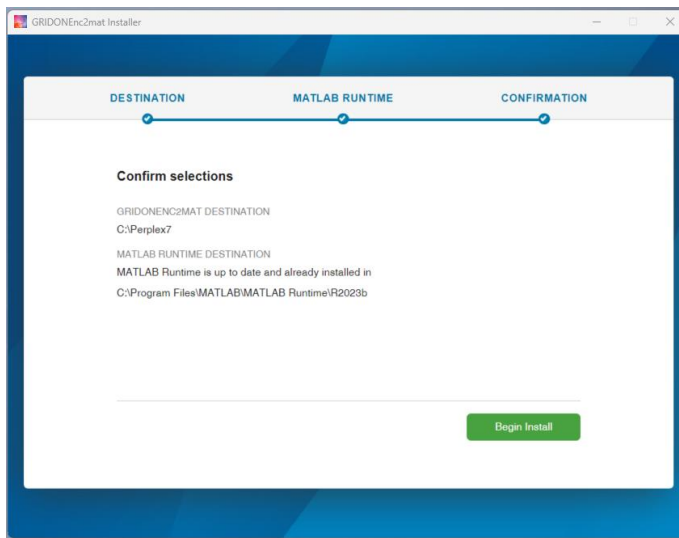 GRIDONEnc2mat Installer
DESTINATION
MATLAB RUNTIME
CONFIRMATION
Confirm selections
GRIDONENC2MAT DESTINATION
C:\Perplex7
MATLAB RUNTIME DESTINATION
MATLAB Runtime is up to date and already installed in
C:\Program Files\MATLAB\MATLAB Runtime\R2023b
Begin Install